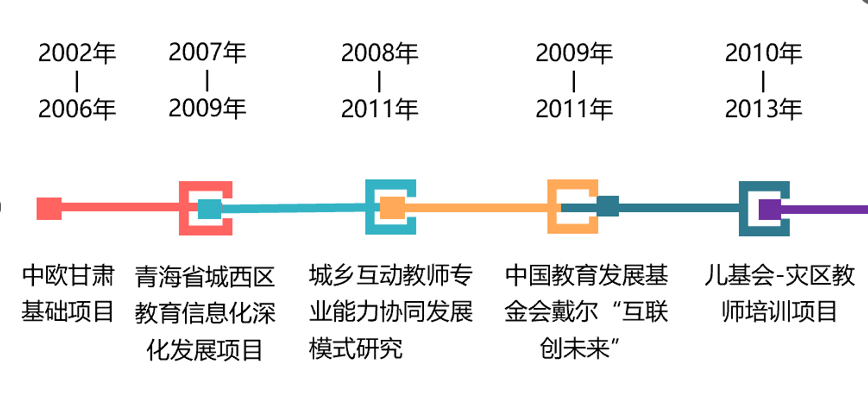 2002年
|
2006年
2007年
|
2009年
2008年
|
2011年
2009年
|
2011年
2010年
|
2013年
中欧甘肃
基础项目
青海省城西区
教育信息化深
化发展项目
城乡互动教师专
业能力协同发展
模式研究
中国教育发展基
金会戴尔“互联
创未来”
儿基会-灾区教
师培训项目